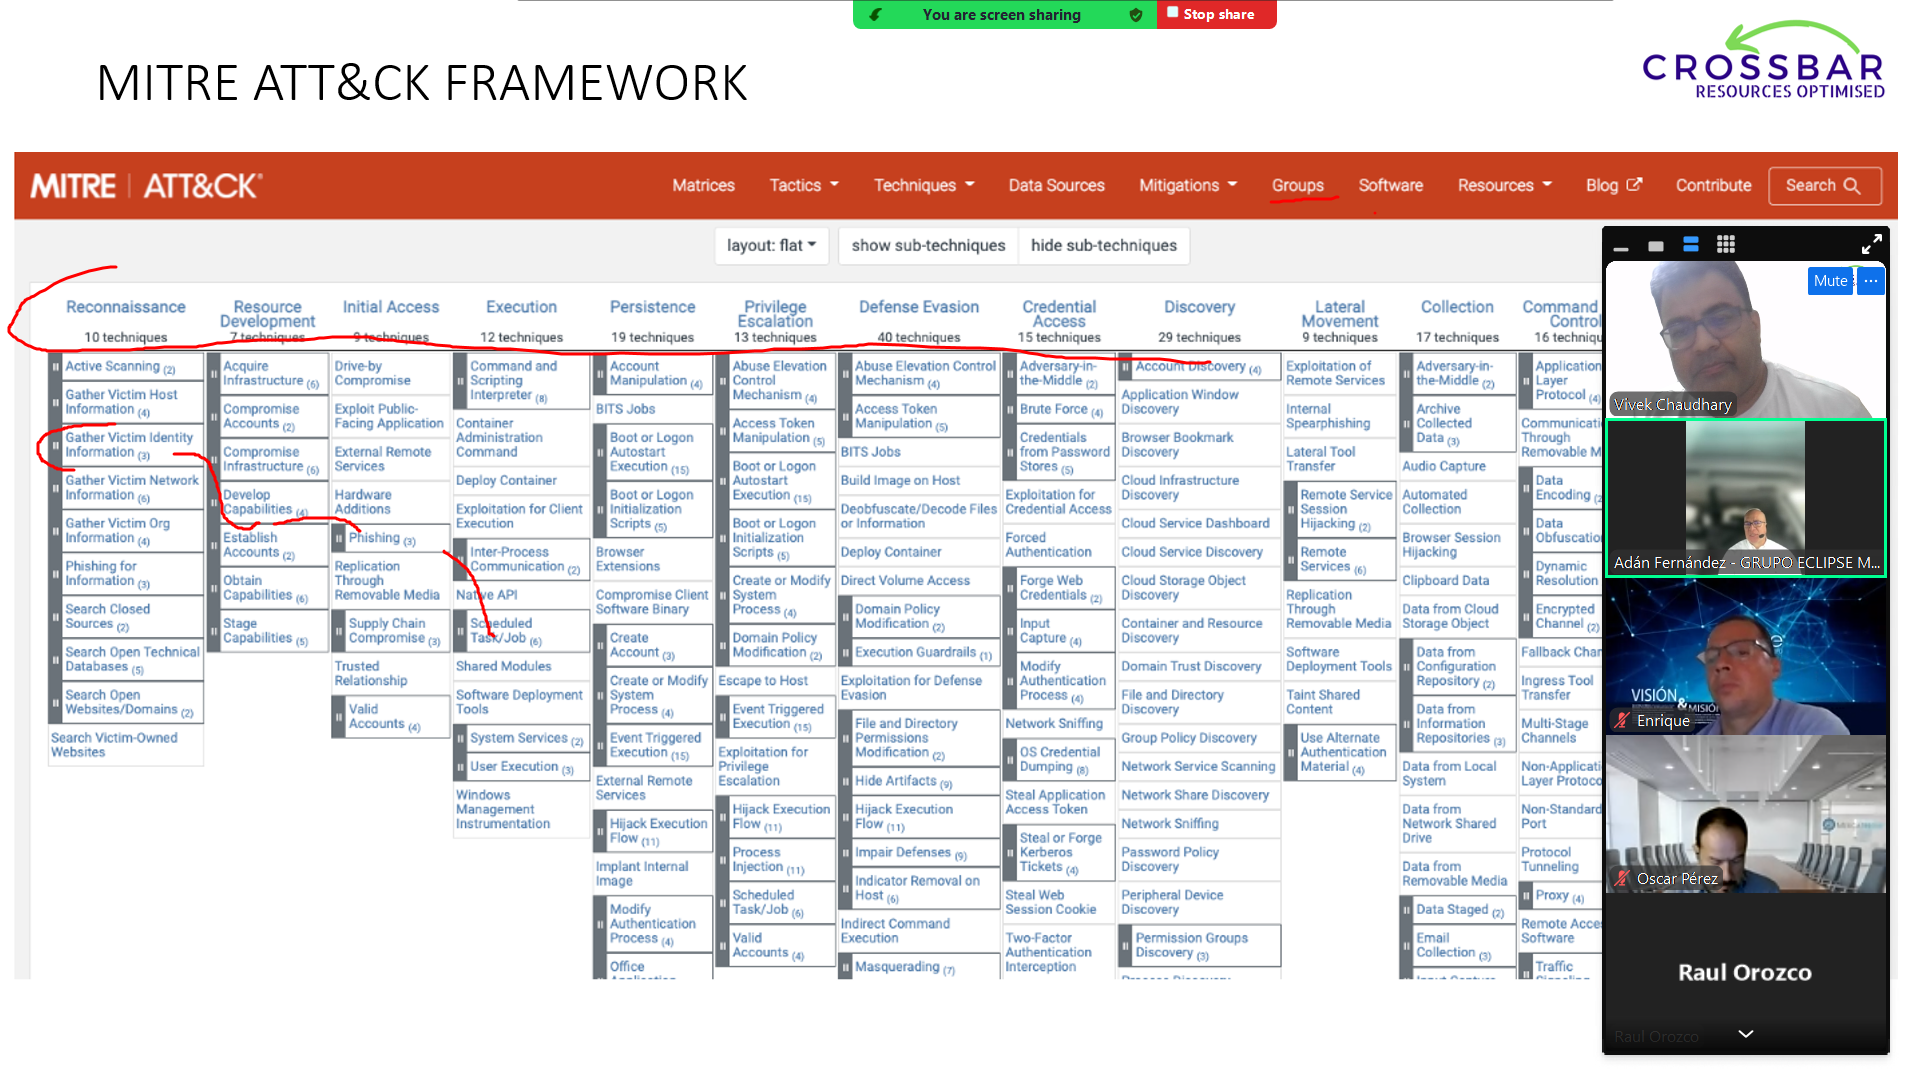 You are screen sharing
Stop share
MITRE ATT&CK FRAMEWORK
CROSSBAR
RESOURCES OPTIMISED
MITRE | ATT&CK®
Matrices
Tactics
Techniques
Data Sources
Mitigations
Groups
Software
Resources
Blog
Contribute
Search
layout: flat
show sub-techniques
hide sub-techniques
Reconnaissance
10 techniques
Active Scanning (2)
Gather Victim Host
Information (4)
Gather Victim Identity
Information (3)
Gather Victim Network
Information (6)
Gather Victim Org
Information (4)
Phishing for
Information (3)
Search Closed
Sources (2)
Search Open Technical
Databases (5)
Search Open
Websites/Domains (2)
Search Victim-Owned
Websites
Resource
Development
7 techniques
Acquire
Infrastructure (6)
Compromise
Accounts (2)
Compromise
Infrastructure (6)
Develop
Capabilities (4)
Establish
Accounts (2)
Obtain
Capabilities (6)
Stage
Capabilities (5)
Initial Access
9 techniques
Drive-by
Compromise
Exploit Public-
Facing Application
External Remote
Services
Hardware
Additions
Phishing (3)
Replication
Through
Removable Media
Supply Chain
Compromise (3)
Trusted
Relationship
Valid
Accounts (4)
Execution
12 techniques
Command and
Scripting
Interpreter (8)
Container
Administration
Command
Deploy Container
Exploitation for Client
Execution
Inter-Process
Communication (2)
Native API
Scheduled
Task/Job (6)
Shared Modules
Software Deployment
Tools
System Services (2)
User Execution (3)
Windows
Management
Instrumentation
Persistence
19 techniques
Account
Manipulation (4)
BITS Jobs
Boot or Logon
Autostart
Execution (15)
Boot or Logon
Initialization
Scripts (5)
Browser
Extensions
Compromise Client
Software Binary
Create
Account (3)
Create or Modify
System
Process (4)
Event Triggered
Execution (15)
External Remote
Services
Hijack Execution
Flow (11)
Implant Internal
Image
Modify
Authentication
Process (4)
Office
Privilege
Escalation
13 techniques
Abuse Elevation
Control
Mechanism (4)
Access Token
Manipulation (5)
Boot or Logon
Autostart
Execution (15)
Boot or Logon
Initialization
Scripts (5)
Create or Modify
System
Process (4)
Domain Policy
Modification (2)
Escape to Host
Event Triggered
Execution (15)
Exploitation for
Privilege
Escalation
Hijack Execution
Flow (11)
Process
Injection (11)
Scheduled
Task/Job (6)
Valid
Accounts (4)
Defense Evasion
40 techniques
Abuse Elevation Control
Mechanism (4)
Access Token
Manipulation (5)
BITS Jobs
Build Image on Host
Deobfuscate/Decode Files
or Information
Deploy Container
Direct Volume Access
Domain Policy
Modification (2)
Execution Guardrails (1)
Exploitation for Defense
Evasion
File and Directory
Permissions
Modification (2)
Hide Artifacts (9)
Hijack Execution
Flow (11)
Impair Defenses (9)
Indicator Removal on
Host (6)
Indirect Command
Execution
Masquerading (7)
Credential
Access
15 techniques
Adversary-in-
the-Middle (2)
Brute Force (4)
Credentials
from Password
Stores (5)
Exploitation for
Credential Access
Forced
Authentication
Forge Web
Credentials (2)
Input
Capture (4)
Modify
Authentication
Process (4)
Network Sniffing
OS Credential
Dumping (8)
Steal Application
Access Token
Steal or Forge
Kerberos
Tickets (4)
Steal Web
Session Cookie
Two-Factor
Authentication
Interception
Discovery
29 techniques
Account Discovery (4)
Application Window
Discovery
Browser Bookmark
Discovery
Cloud Infrastructure
Discovery
Cloud Service Dashboard
Cloud Service Discovery
Cloud Storage Object
Discovery
Container and Resource
Discovery
Domain Trust Discovery
File and Directory
Discovery
Group Policy Discovery
Network Service Scanning
Network Share Discovery
Network Sniffing
Password Policy
Discovery
Peripheral Device
Discovery
Permission Groups
Discovery (3)
Lateral
Movement
9 techniques
Exploitation of
Remote Services
Internal
Spearphishing
Lateral Tool
Transfer
Remote Service
Session
Hijacking (2)
Remote
Services (6)
Replication
Through
Removable Media
Software
Deployment Tools
Taint Shared
Content
Use Alternate
Authentication
Material (4)
Collection
17 techniques
Adversary-in-
the-Middle (2)
Archive
Collected
Data (3)
Audio Capture
Automated
Collection
Browser Session
Hijacking
Clipboard Data
Data from Cloud
Storage Object
Data from
Configuration
Repository (2)
Data from
Information
Repositories (3)
Data from Local
System
Data from
Network Shared
Drive
Data from
Removable Media
Data Staged (2)
Email
Collection (3)
Command
Control
16 techniqu
Application
Layer
Protocol (4)
Communicati
Through
Removable M
Data
Encoding (2
Data
Obfuscatio
Dynamic
Resolution
Encrypted
Channel (2)
Fallback Chan
Ingress Tool
Transfer
Multi-Stage
Channels
Non-Applicati
Layer Protoco
Non-Standard
Port
Protocol
Tunneling
Proxy (4)
Remote Acce
Software
Traffic
Mute
Vivek Chaudhary
Adán Fernández - GRUPO ECLIPSE M...
VISIÓN
& MISIÓN
Enrique
Oscar Pérez
Raul Orozco
Raul Orozco